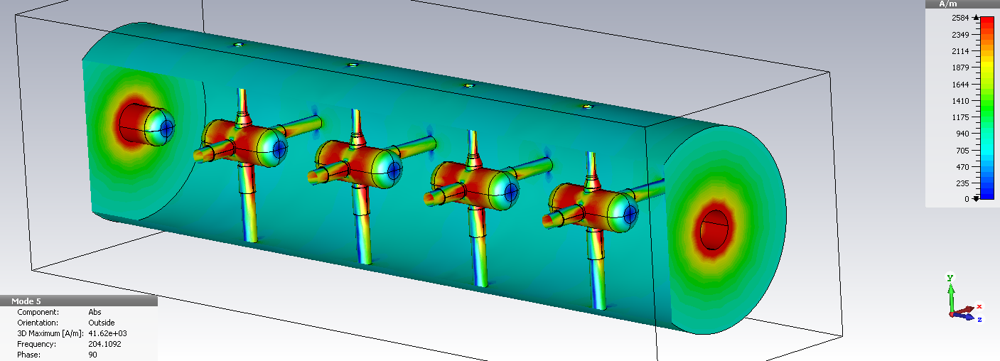 A/m
2584
2349
2114
1879
1644
1410
1175
940
705
470
235
0
y
x
z
Mode 5
Component: Abs
Orientation: Outside
3D Maximum [A/m]: 41.62e+03
Frequency: 204.1092
Phase: 90